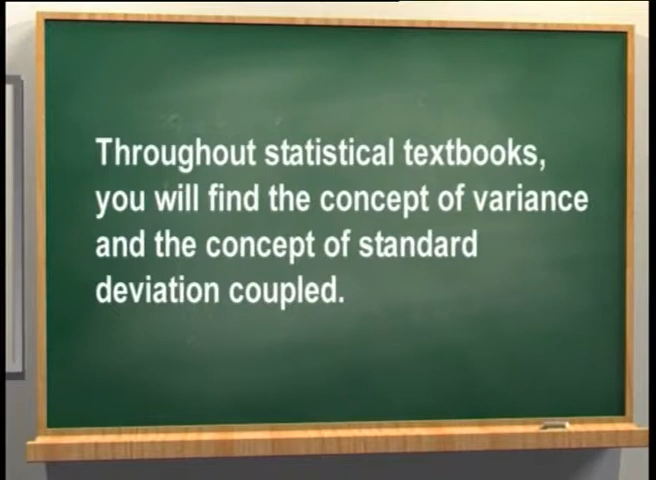 Throughout statistical textbooks,
you will find the concept of variance
and the concept of standard
deviation coupled.